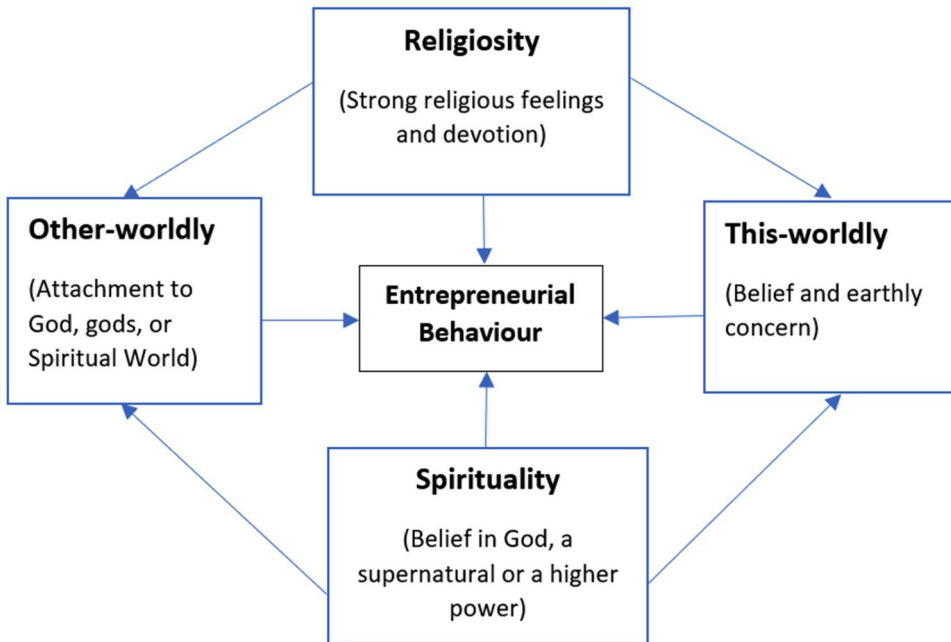 Religiosity
(Strong religious feelings
and devotion)
Other-worldly
(Attachment to
God, gods, or
Spiritual World)
Entrepreneurial
Behaviour
This-worldly
(Belief and earthly
concern)
Spirituality
(Belief in God, a
supernatural or a higher
power)